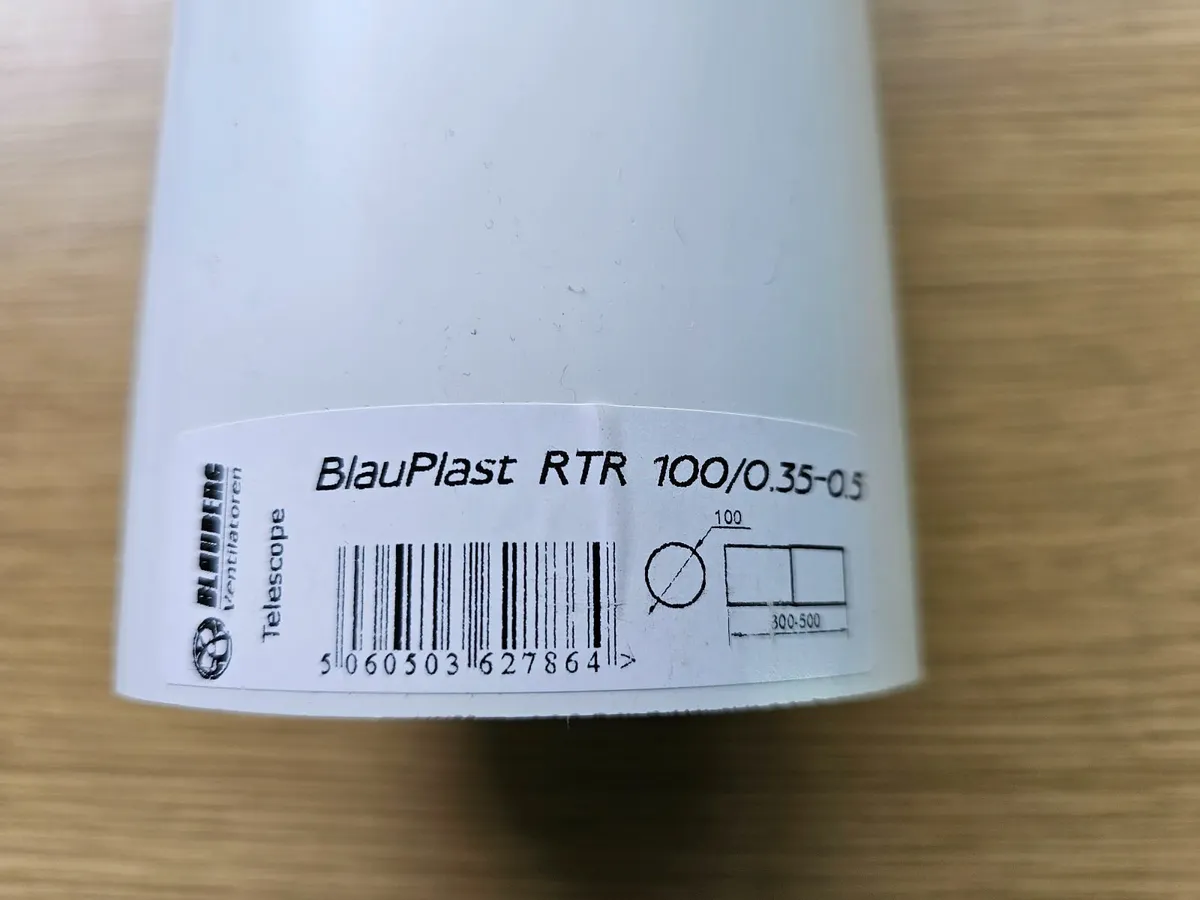 BlauPlast RTR 100/0.35-0.5
BLAUBERG
Ventilatoren
Telescope
100
300-500
5 060503 627864 >